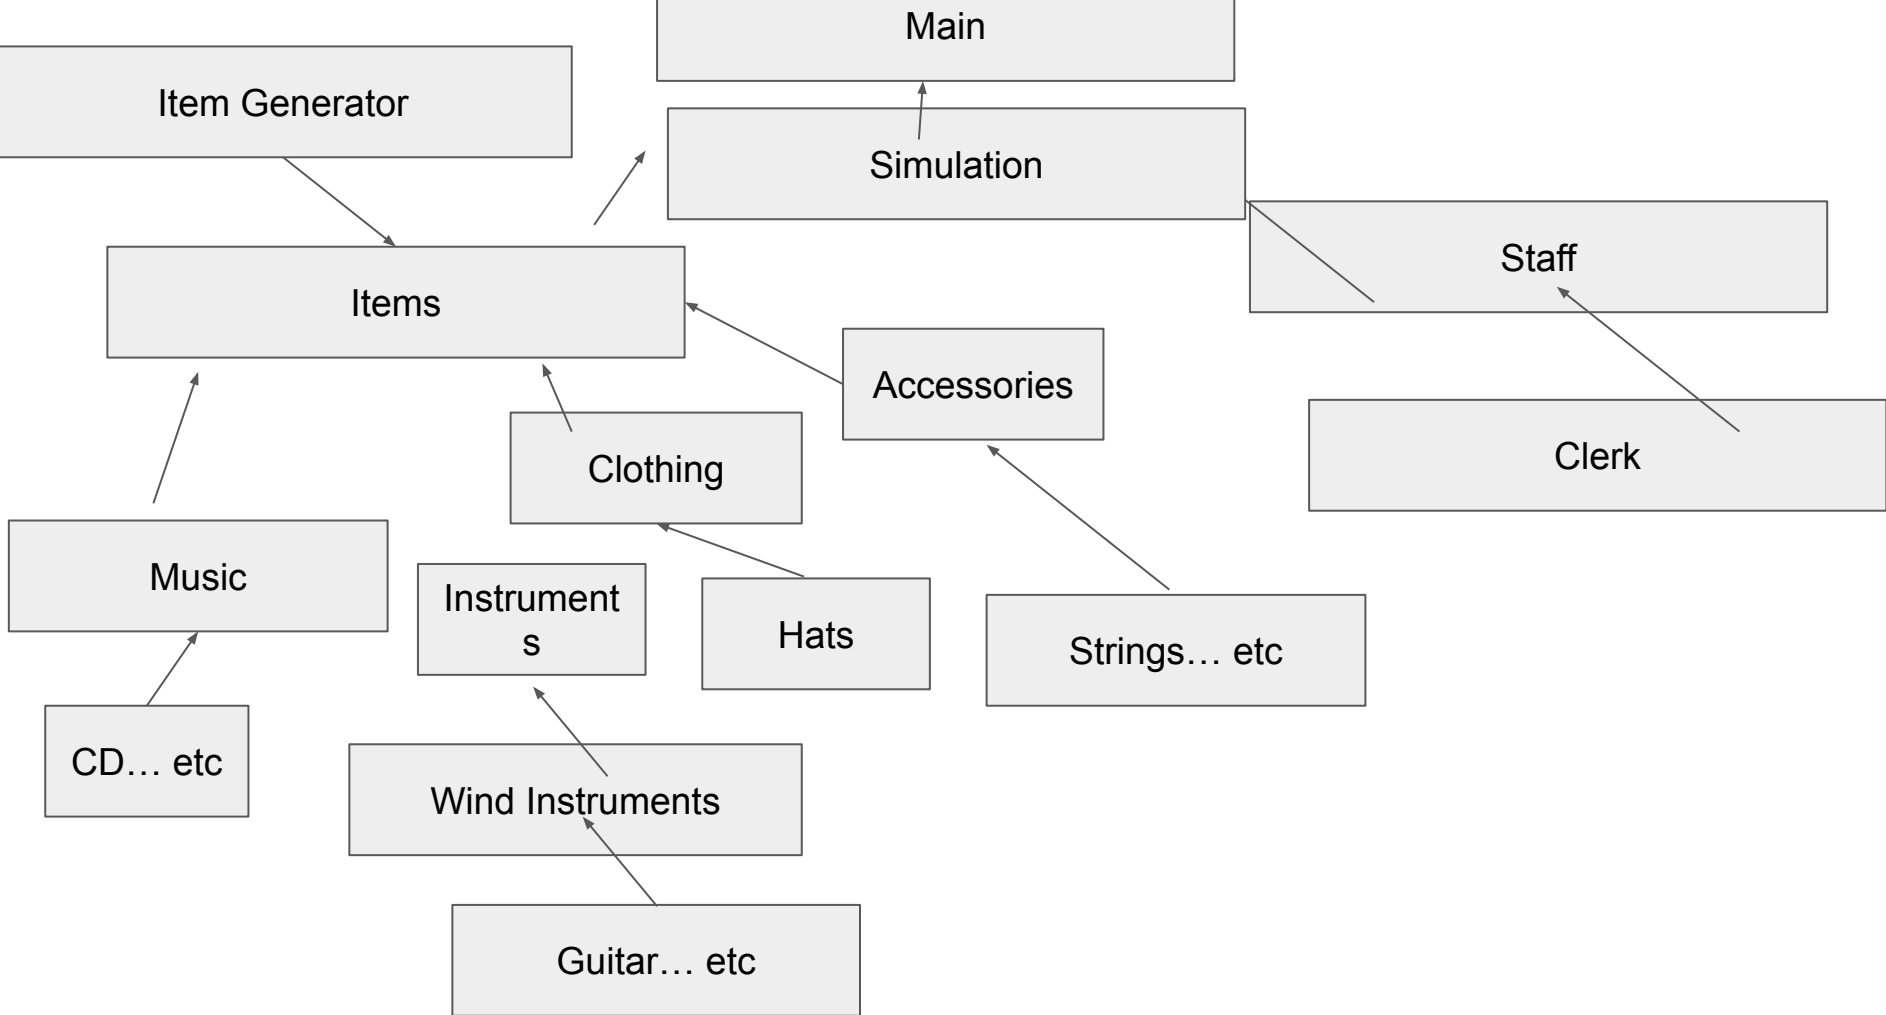 Main
Item Generator
Simulation
Staff
Items
Accessories
Clerk
Clothing
Music
Instrument
s
Hats
Strings… etc
CD… etc
Wind Instruments
Guitar… etc